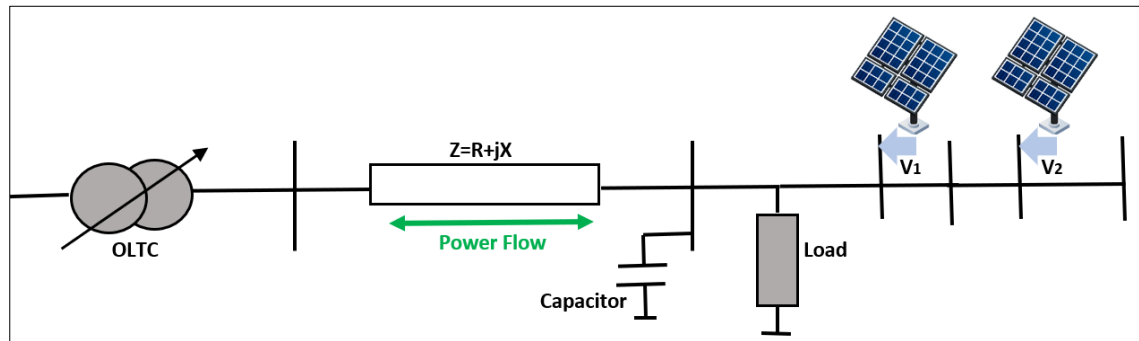 Z=R+jX
V1
V2
OLTC
Power Flow
Capacitor
Load